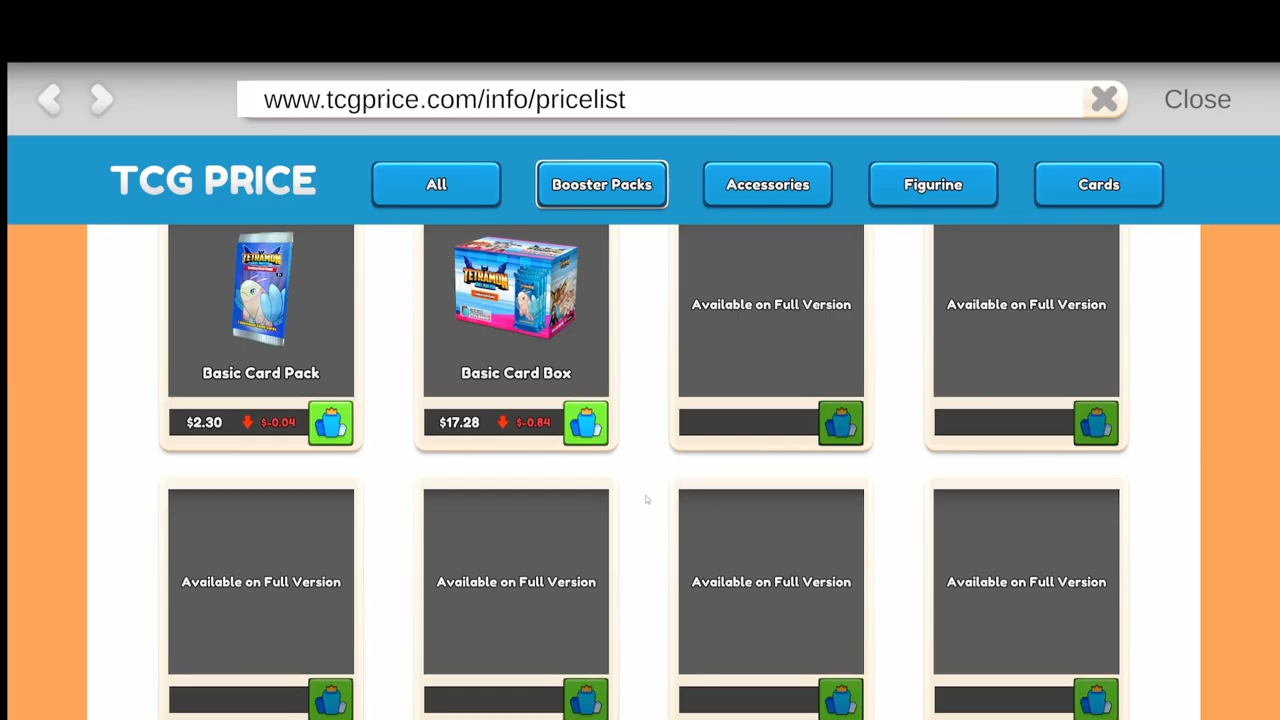 www.tcgprice.com/info/pricelist
Close
TCG PRICE
All
Booster Packs
Accessories
Figurine
Cards
TETRAMON
TETRAMON
Available on Full Version
Available on Full Version
Basic Card Pack
Basic Card Box
$2.30
$-0.04
$17.28
$-0.84
Available on Full Version
Available on Full Version
Available on Full Version
Available on Full Version